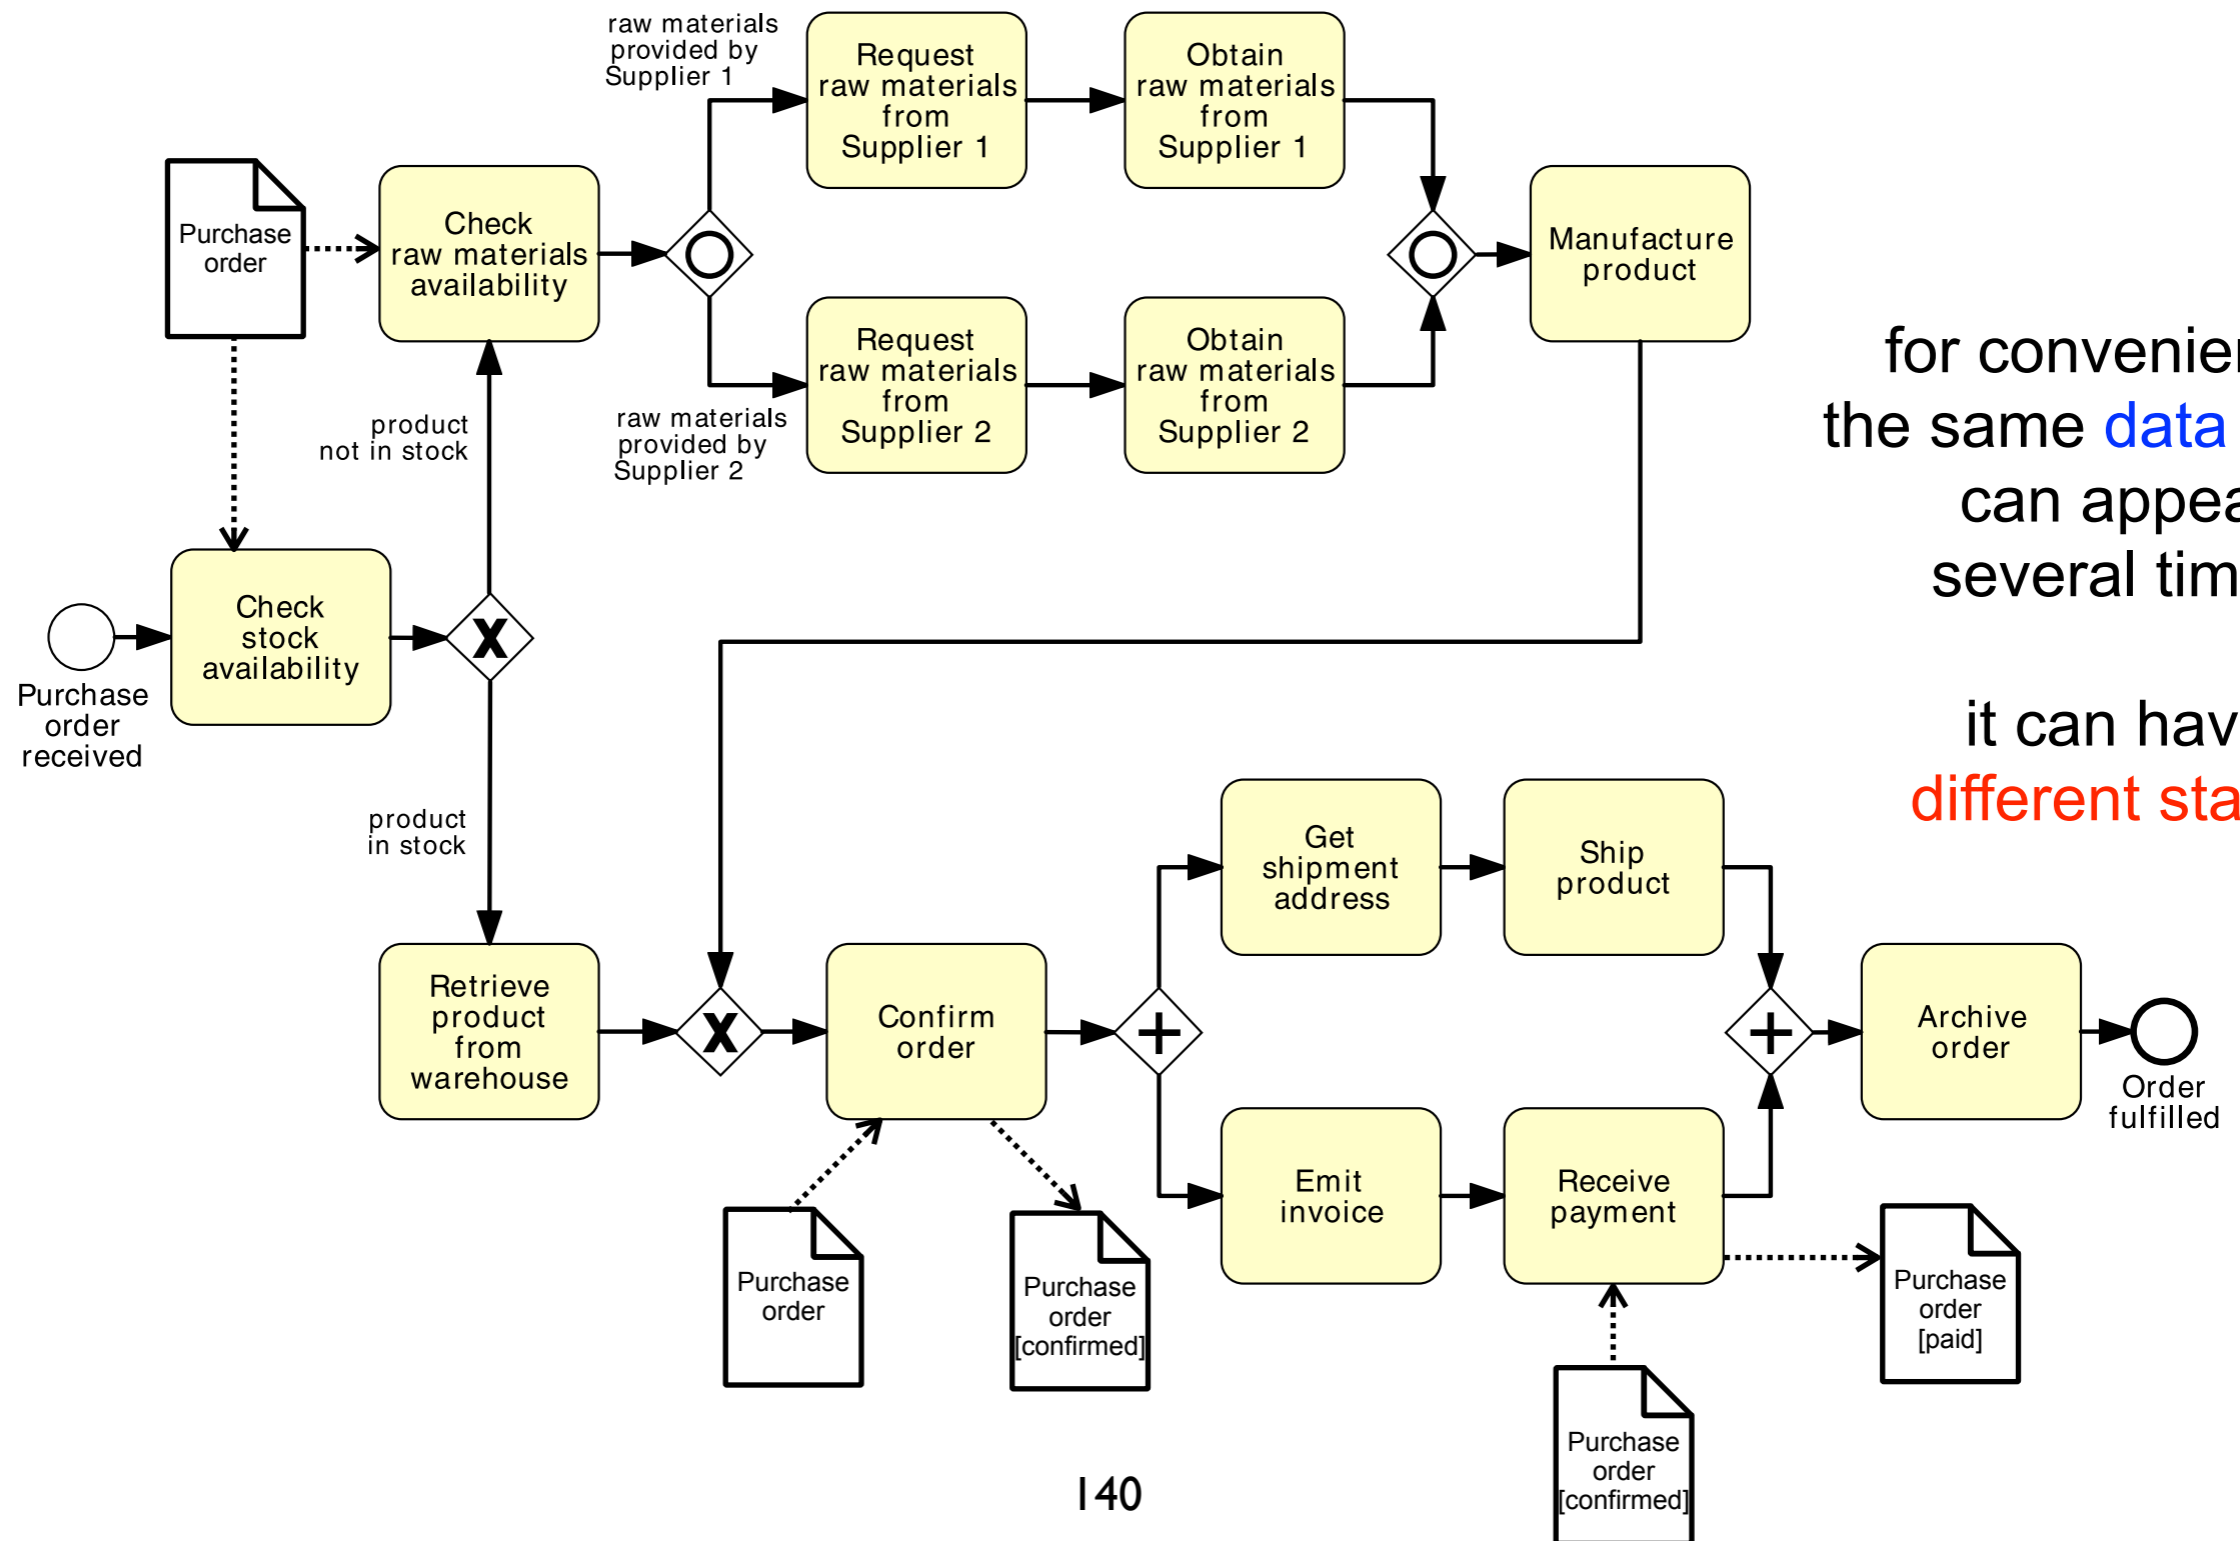 raw materials
provided by
Supplier 1
Request
raw materials
from
Supplier 1
Obtain
raw materials
from
Supplier 1
Purchase
order
Check
raw materials
availability
Manufacture
product
Request
raw materials
from
Supplier 2
Obtain
raw materials
from
Supplier 2
raw materials
provided by
Supplier 2
product
not in stock
for
the same data
can
several
it can
different
Check
stock
availability
X
Purchase
order
received
product
in stock
Get
shipment
address
Ship
product
Retrieve
product
from
warehouse
X
Confirm
order
+
+
Archive
order
Order
fulfilled
Emit
invoice
Receive
payment
Purchase
order
Purchase
order
[confirmed]
Purchase
order
[paid]
Purchase
order
[confirmed]
140